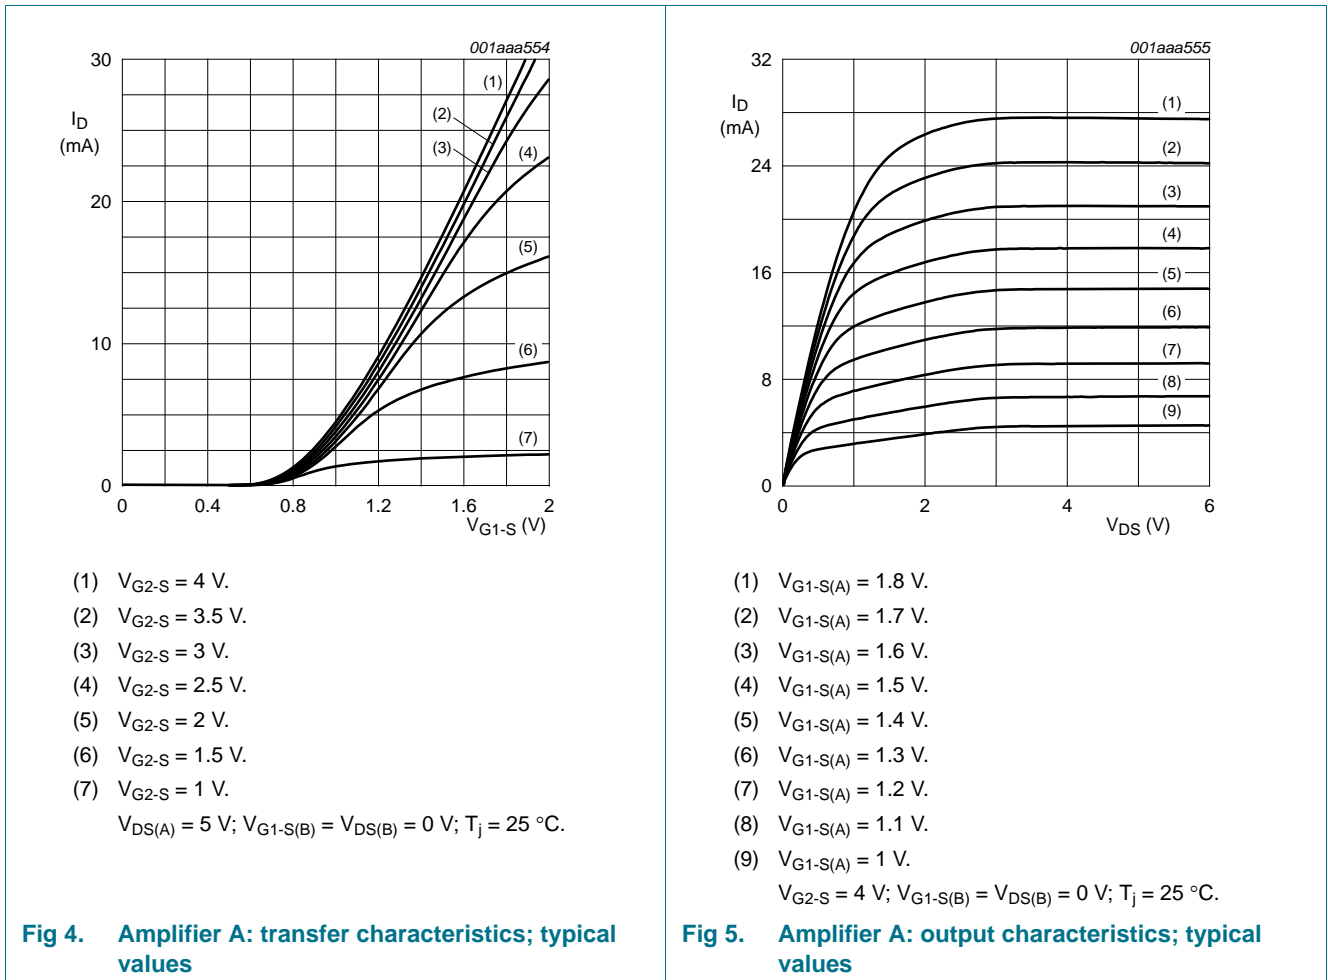 001aaa554
30
20
10
0
I_D
(mA)
(1)
(2)
(3)
(4)
(5)
(6)
(7)
0 0.4 0.8 1.2 1.6 2
V_G1-S (V)
(1) V_G2-S = 4 V.
(2) V_G2-S = 3.5 V.
(3) V_G2-S = 3 V.
(4) V_G2-S = 2.5 V.
(5) V_G2-S = 2 V.
(6) V_G2-S = 1.5 V.
(7) V_G2-S = 1 V.
V_DS(A) = 5 V; V_G1-S(B) = V_DS(B) = 0 V; T_j = 25 °C.
Fig 4. Amplifier A: transfer characteristics; typical
values
001aaa555
32
24
16
8
0
I_D
(mA)
(1)
(2)
(3)
(4)
(5)
(6)
(7)
(8)
(9)
0 2 4 6
V_DS (V)
(1) V_G1-S(A) = 1.8 V.
(2) V_G1-S(A) = 1.7 V.
(3) V_G1-S(A) = 1.6 V.
(4) V_G1-S(A) = 1.5 V.
(5) V_G1-S(A) = 1.4 V.
(6) V_G1-S(A) = 1.3 V.
(7) V_G1-S(A) = 1.2 V.
(8) V_G1-S(A) = 1.1 V.
(9) V_G1-S(A) = 1 V.
V_G2-S = 4 V; V_G1-S(B) = V_DS(B) = 0 V; T_j = 25 °C.
Fig 5. Amplifier A: output characteristics; typical
values